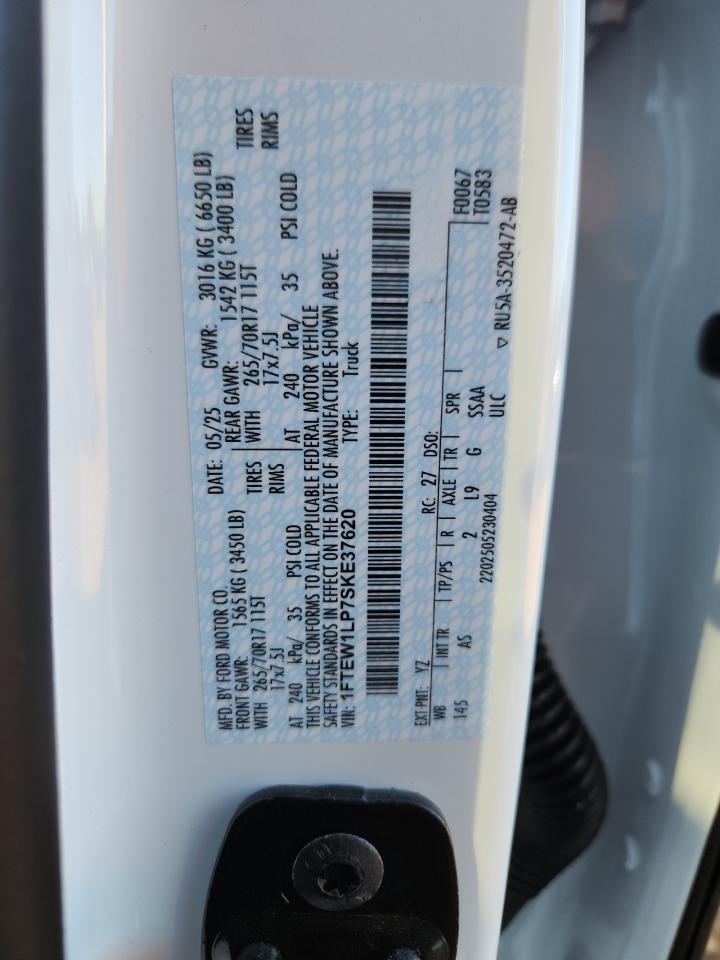 MFD. BY FORD MOTOR CO. DATE: 05/25 GVWR: 3016 KG ( 6650 LB)
FRONT GAWR: 1565 KG ( 3450 LB) REAR GAWR: 1542 KG ( 3400 LB)
WITH 265/70R17 115T TIRES WITH 265/70R17 115T TIRES
17x7.5J RIMS 17x7.5J RIMS
AT 240 kPa/ 35 PSI COLD AT 240 kPa/ 35 PSI COLD
THIS VEHICLE CONFORMS TO ALL APPLICABLE FEDERAL MOTOR VEHICLE
SAFETY STANDARDS IN EFFECT ON THE DATE OF MANUFACTURE SHOWN ABOVE.
VIN: 1FTEW1LP7SKE37620 TYPE: Truck
EXT PNT: YZ RC: 27 DSO: F0067
WB INT TR TP/PS R AXLE TR SPR T0583
145 AS 2 L9 G SSAA
2202505230404 ULC ▽ RU5A-3520472-AB